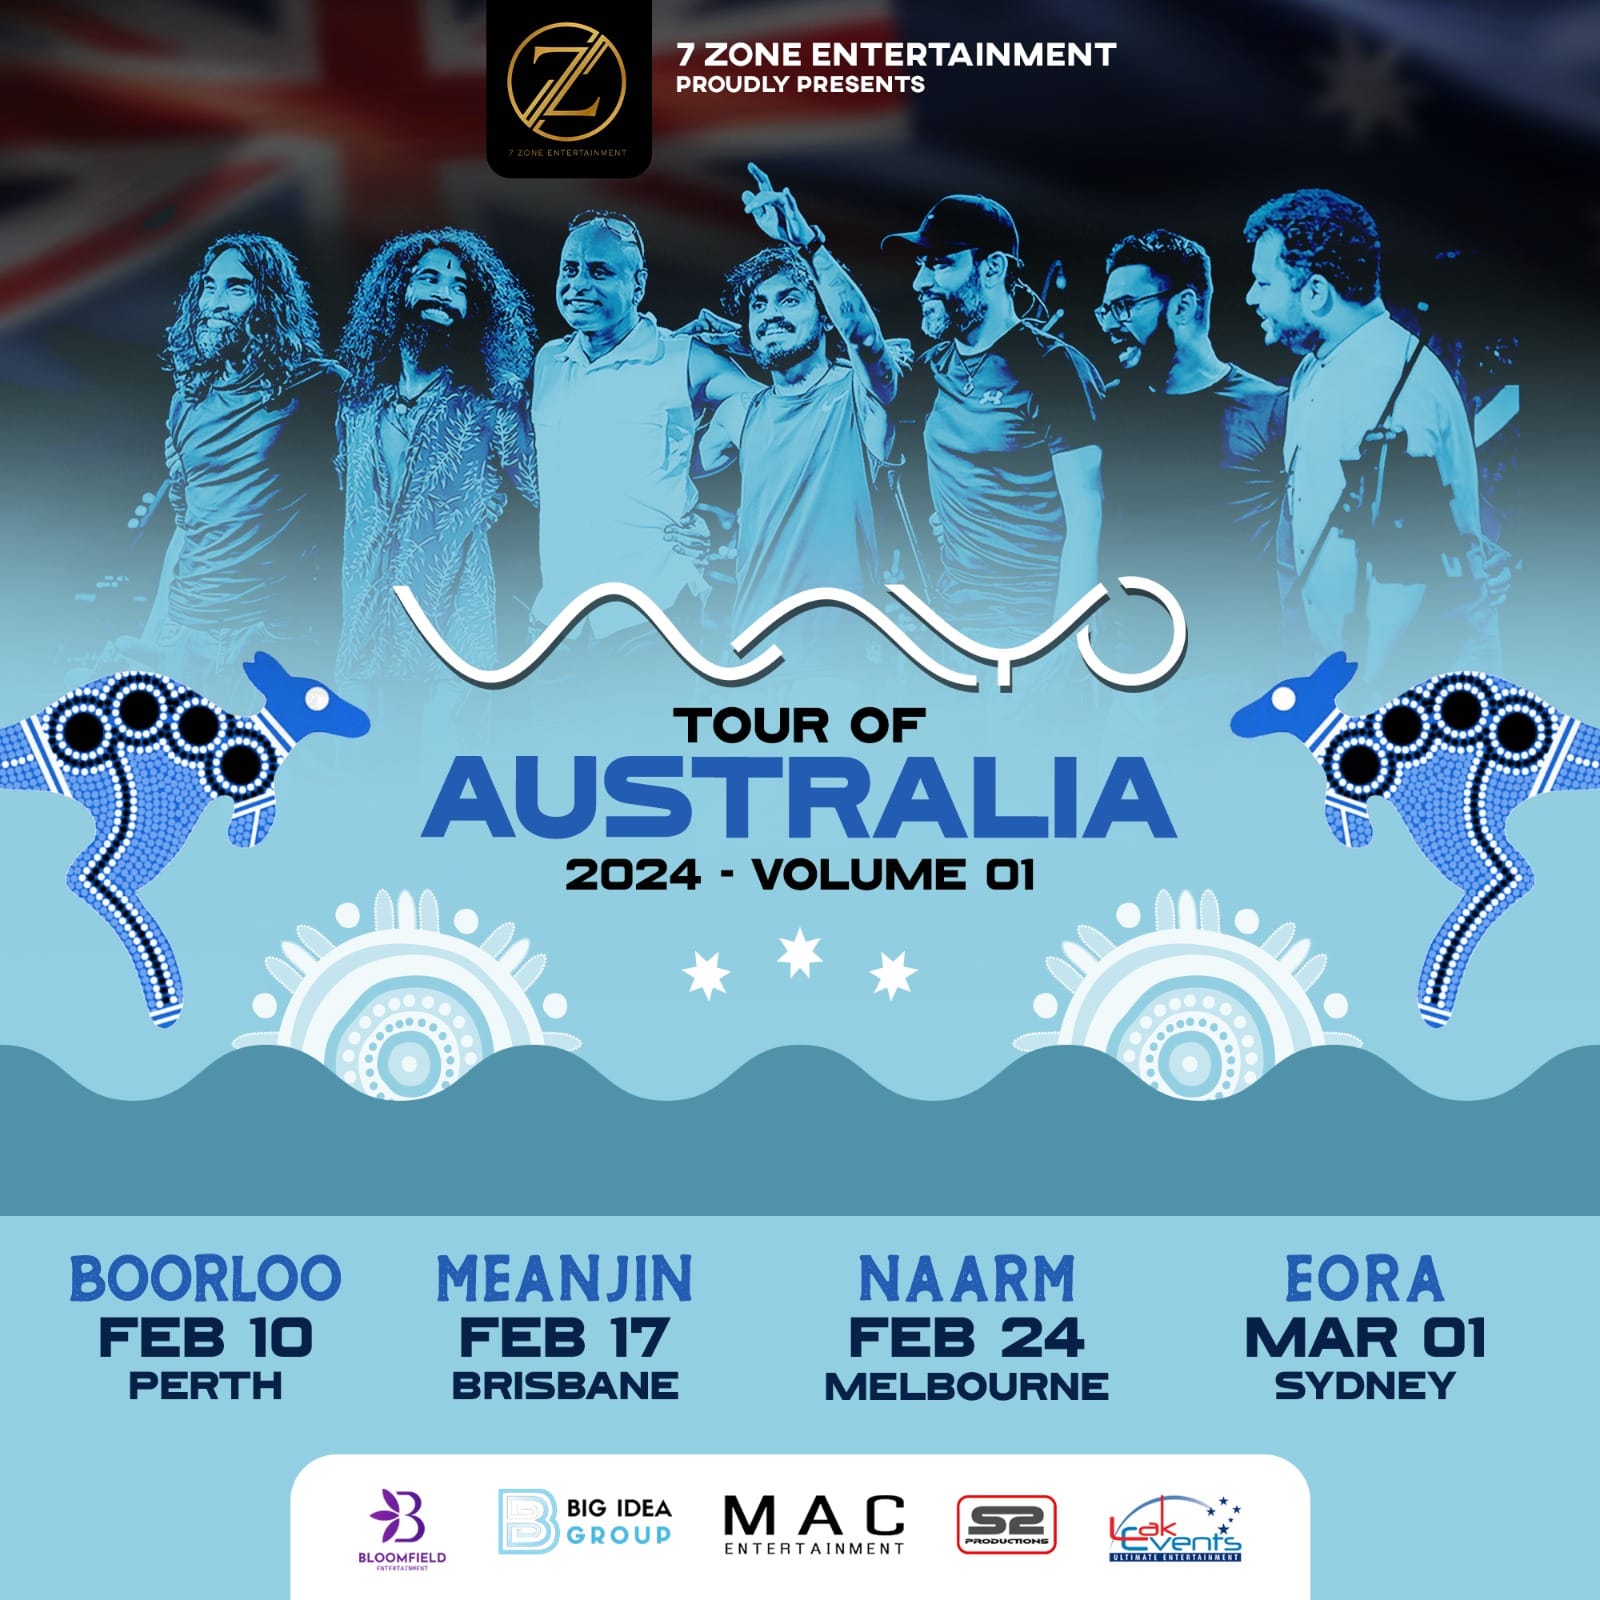 Z
7 ZONE ENTERTAINMENT
7 ZONE ENTERTAINMENT
PROUDLY PRESENTS
WAYO
TOUR OF
AUSTRALIA
2024 - VOLUME 01
BOORLOO
FEB 10
PERTH
MEANJIN
FEB 17
BRISBANE
NAARM
FEB 24
MELBOURNE
EORA
MAR 01
SYDNEY
B
BLOOMFIELD
ENTERTAINMENT
B
BIG IDEA
GROUP
MAC
ENTERTAINMENT
S2
PRODUCTIONS
Lak
Events
ULTIMATE ENTERTAINMENT